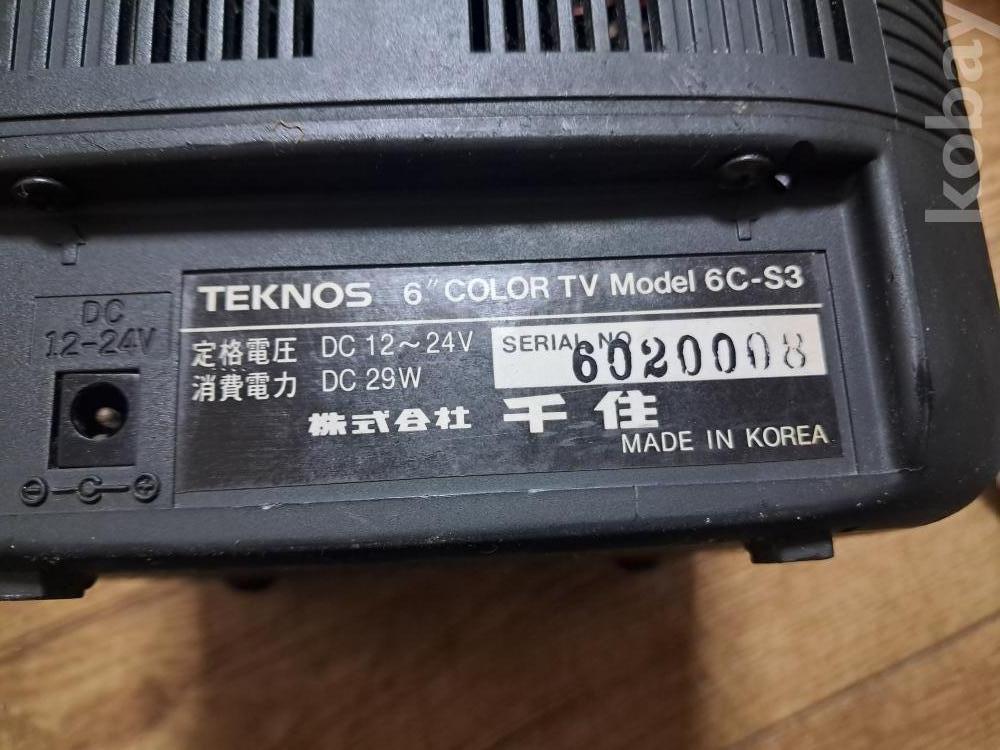 kobay
DC
12-24V
TEKNOS 6" COLOR TV Model 6C-S3
定格電圧 DC 12～24V
消費電力 DC 29W
SERIAL NO
6020008
株式会社 千住
MADE IN KOREA